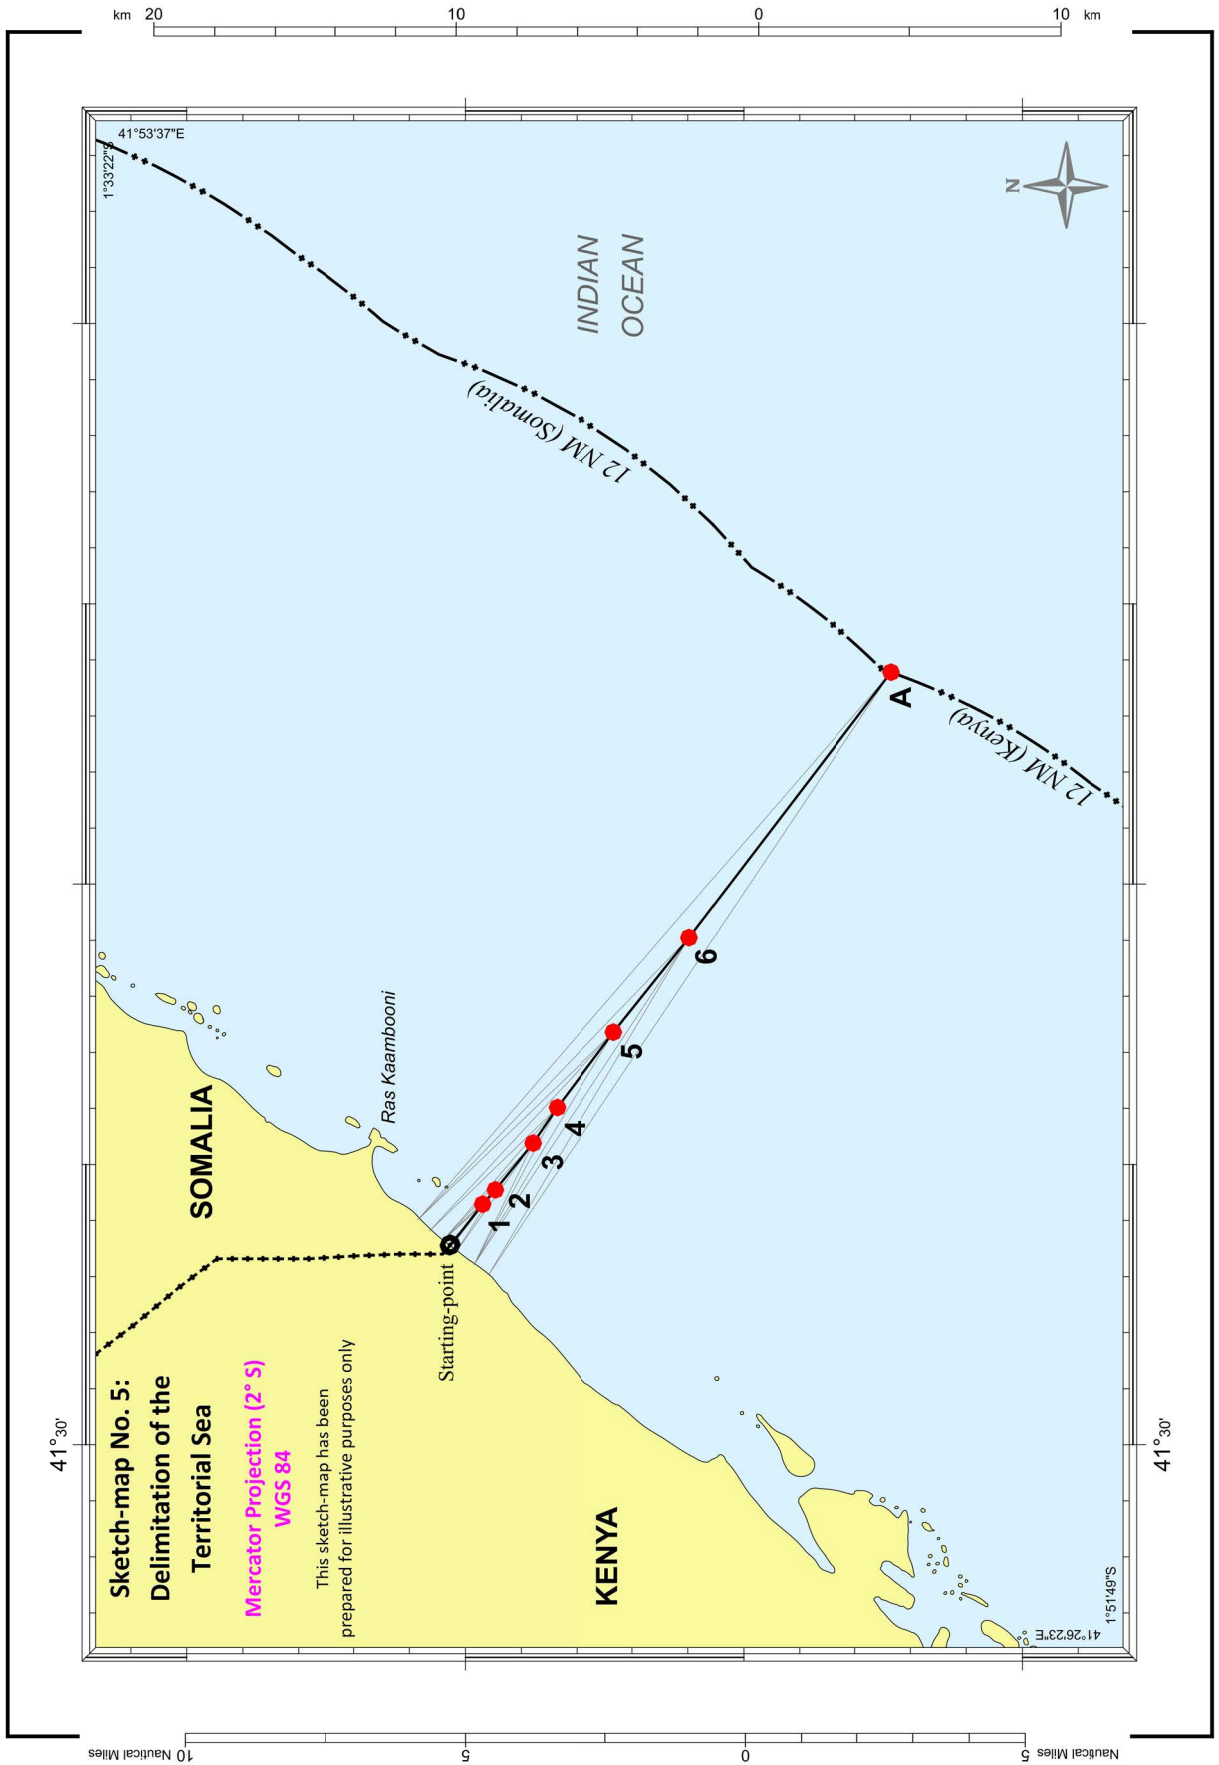 Sketch-map No. 5:
Delimitation of the
Territorial Sea
Mercator Projection (2° S)
WGS 84
This sketch-map has been
prepared for illustrative purposes only
SOMALIA
KENYA
Ras Kaambooni
Starting-point
1
2
3
4
5
6
A
12 NM (Somalia)
12 NM (Kenya)
INDIAN
OCEAN
N
41°53'37"E
1°33'22"S
1°51'49"S
41°26'23"E
41°30'
41°30'
km 20 10 0 10 km
Nautical Miles 10 5 0 5 Nautical Miles